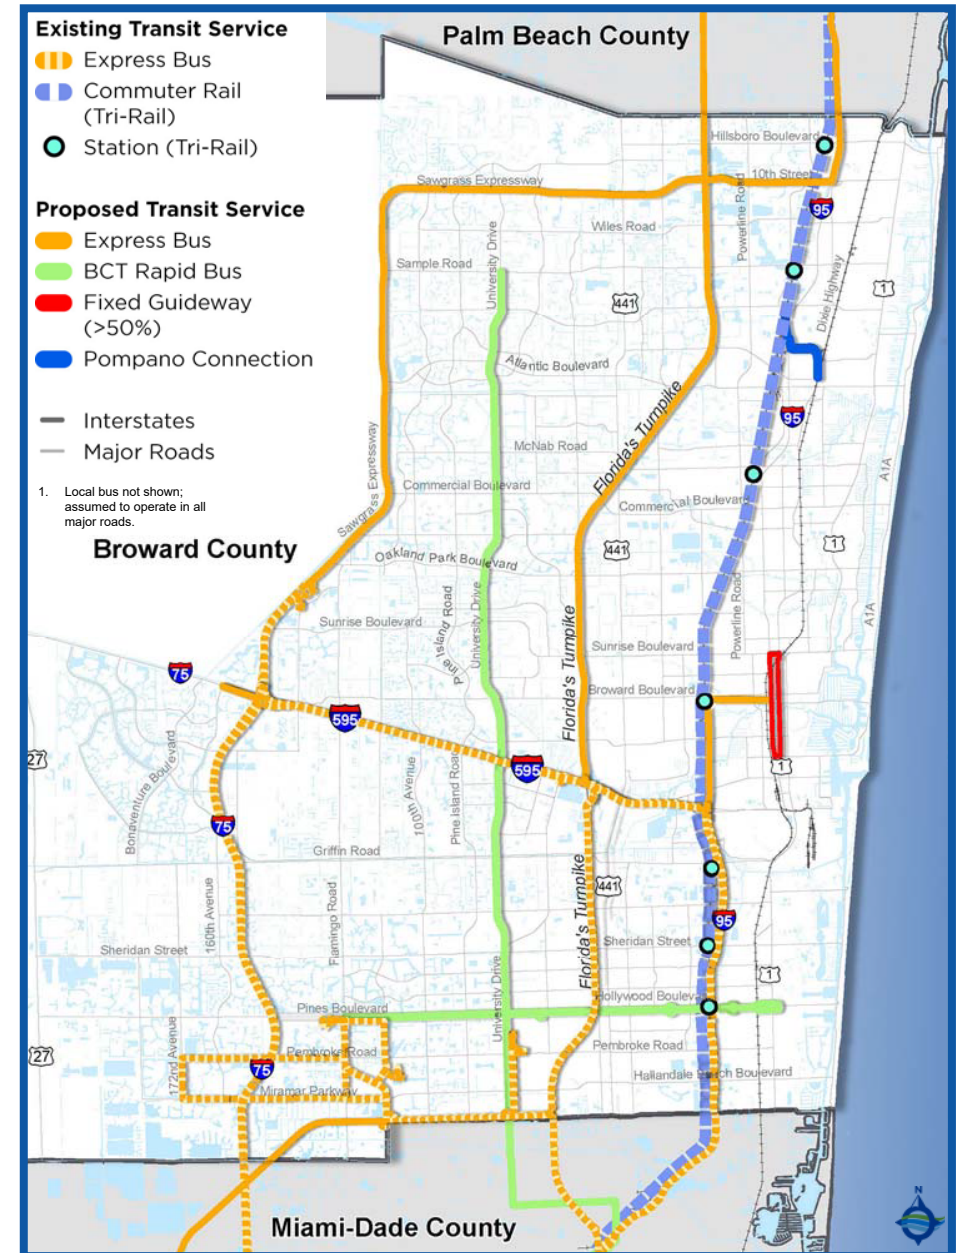 Existing Transit Service
Express Bus
Commuter Rail
(Tri-Rail)
Station (Tri-Rail)
Proposed Transit Service
Express Bus
BCT Rapid Bus
Fixed Guideway
(>50%)
Pompano Connection
Interstates
Major Roads
1. Local bus not shown;
assumed to operate in all
major roads.
Palm Beach County
Hillsboro Boulevard
Sawgrass Expressway
10th Street
95
Powerline Road
Wiles Road
University Drive
Sample Road
441
Dixie Highway
1
Atlantic Boulevard
Florida's Turnpike
95
McNab Road
Sawgrass Expressway
Commercial Boulevard
Commercial Boulevard
A1A
Broward County
Oakland Park Boulevard
441
1
Pine Island Road
University Drive
Powerline Road
A1A
Sunrise Boulevard
Florida's Turnpike
Sunrise Boulevard
75
Broward Boulevard
595
27
595
1
Bonaventure Boulevard
100th Avenue
Pine Island Road
75
Griffin Road
Florida's Turnpike
441
160th Avenue
Flamingo Road
95
Sheridan Street
Sheridan Street
University Drive
1
Hollywood Boulev
Pines Boulevard
172nd Avenue
27
Pembroke Road
Pembroke Road
75
Hallandale Beach Boulevard
Miramar Parkway
Miami-Dade County
N